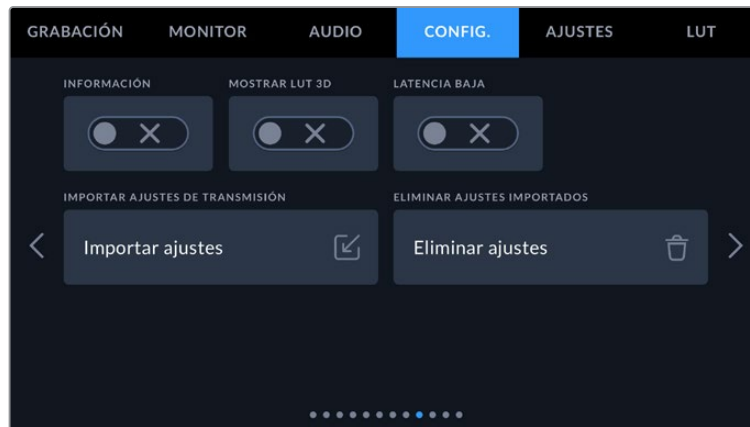 GRABACIÓN MONITOR AUDIO CONFIG. AJUSTES LUT
INFORMACIÓN MOSTRAR LUT 3D LATENCIA BAJA
IMPORTAR AJUSTES DE TRANSMISIÓN ELIMINAR AJUSTES IMPORTADOS
Importar ajustes Eliminar ajustes